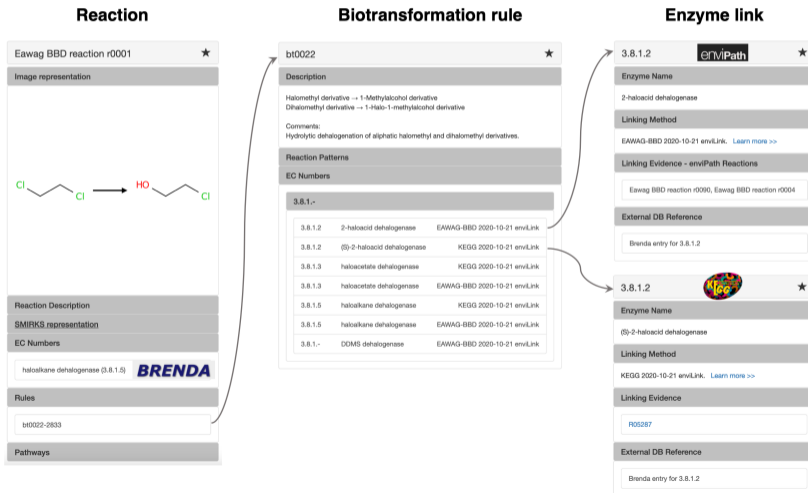 Reaction
Eawag BBD reaction r0001 ★
Image representation
Cl
Cl
HO
Cl
Reaction Description
SMIRKS representation
EC Numbers
haloalkane dehalogenase (3.8.1.5) BRENDA
Rules
bt0022-2833
Pathways
Biotransformation rule
bt0022 ★
Description
Halomethyl derivative → 1-Methylalcohol derivative
Dihalomethyl derivative → 1-Halo-1-methylalcohol derivative
Comments:
Hydrolytic dehalogenation of aliphatic halomethyl and dihalomethyl derivatives.
Reaction Patterns
EC Numbers
3.8.1.-
3.8.1.2 2-haloacid dehalogenase EAWAG-BBD 2020-10-21 enviLink
3.8.1.2 (S)-2-haloacid dehalogenase KEGG 2020-10-21 enviLink
3.8.1.3 haloacetate dehalogenase KEGG 2020-10-21 enviLink
3.8.1.3 haloacetate dehalogenase EAWAG-BBD 2020-10-21 enviLink
3.8.1.5 haloalkane dehalogenase KEGG 2020-10-21 enviLink
3.8.1.5 haloalkane dehalogenase EAWAG-BBD 2020-10-21 enviLink
3.8.1.- DDMS dehalogenase EAWAG-BBD 2020-10-21 enviLink
Enzyme link
3.8.1.2 enviPath ★
Enzyme Name
2-haloacid dehalogenase
Linking Method
EAWAG-BBD 2020-10-21 enviLink. Learn more >>
Linking Evidence - enviPath Reactions
Eawag BBD reaction r0090, Eawag BBD reaction r0004
External DB Reference
Brenda entry for 3.8.1.2
3.8.1.2 KEGG ★
Enzyme Name
(S)-2-haloacid dehalogenase
Linking Method
KEGG 2020-10-21 enviLink. Learn more >>
Linking Evidence
R05287
External DB Reference
Brenda entry for 3.8.1.2